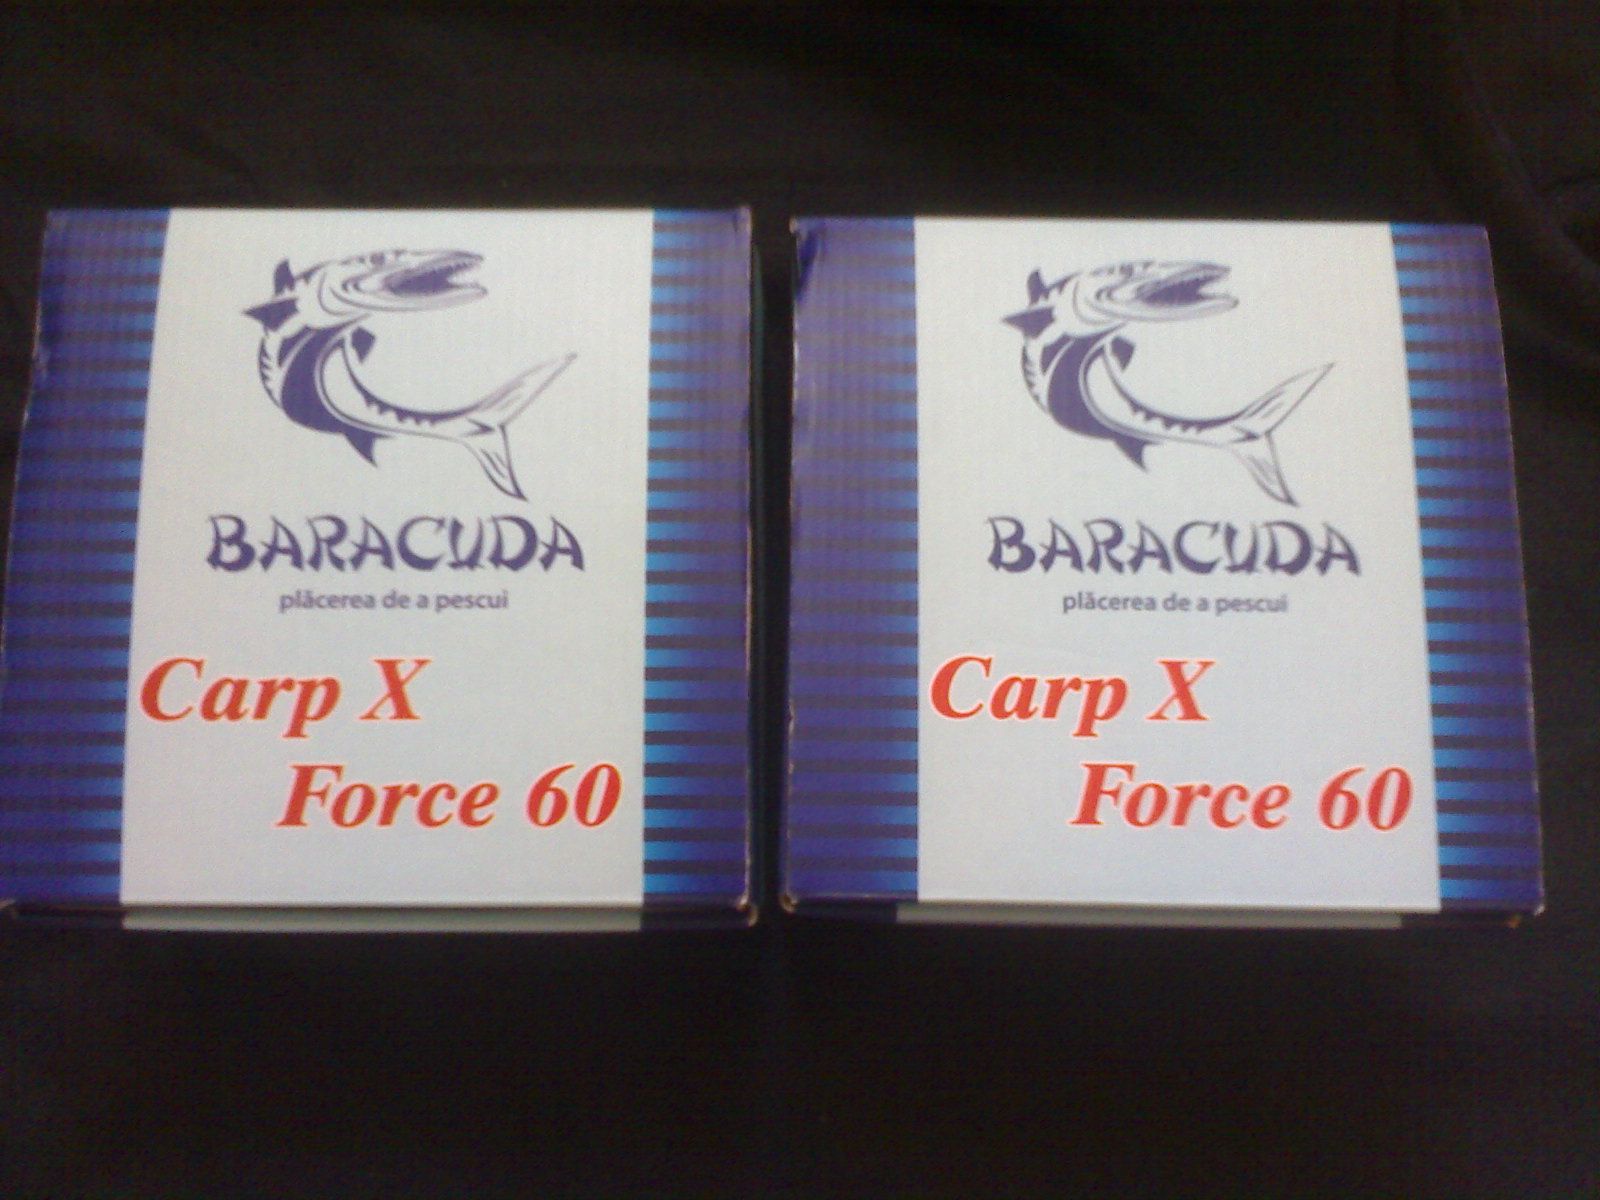 BARACUDA
plăcerea de a pescui
Carp X
Force 60
BARACUDA
plăcerea de a pescui
Carp X
Force 60